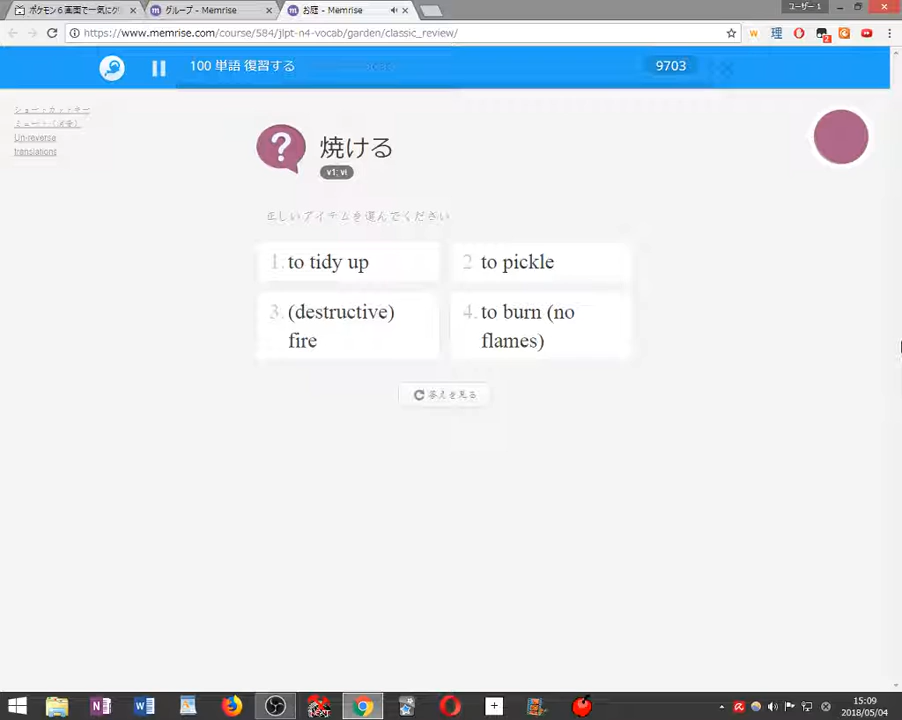 ポケモン６画面で一気にク
グループ - Memrise
お庭 - Memrise
ユーザー 1
https://www.memrise.com/course/584/jlpt-n4-vocab/garden/classic_review/
100 単語 復習する
9703
Un-reverse
translations
焼ける
v1; vi
正しいアイテムを選んでください
1. to tidy up
2 to pickle
3. (destructive)
fire
4. to burn (no
flames)
答えを見る
15:09
2018/05/04